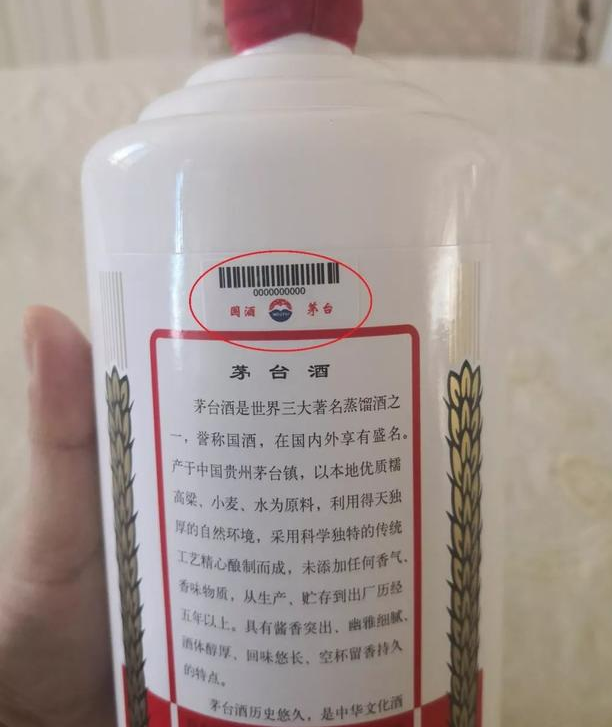 0000000000
国酒 茅台
茅台酒
茅台酒是世界三大著名蒸馏酒之
一，誉称国酒，在国内外享有盛名。
产于中国贵州茅台镇，以本地优质糯
高粱、小麦、水为原料，利用得天独
厚的自然环境，采用科学独特的传统
工艺精心酿制而成，未添加任何香气、
香味物质，从生产、贮存到出厂历经
五年以上。具有酱香突出、幽雅细腻、
酒体醇厚、回味悠长、空杯留香持久
的特点。
茅台酒历史悠久，是中华文化酒